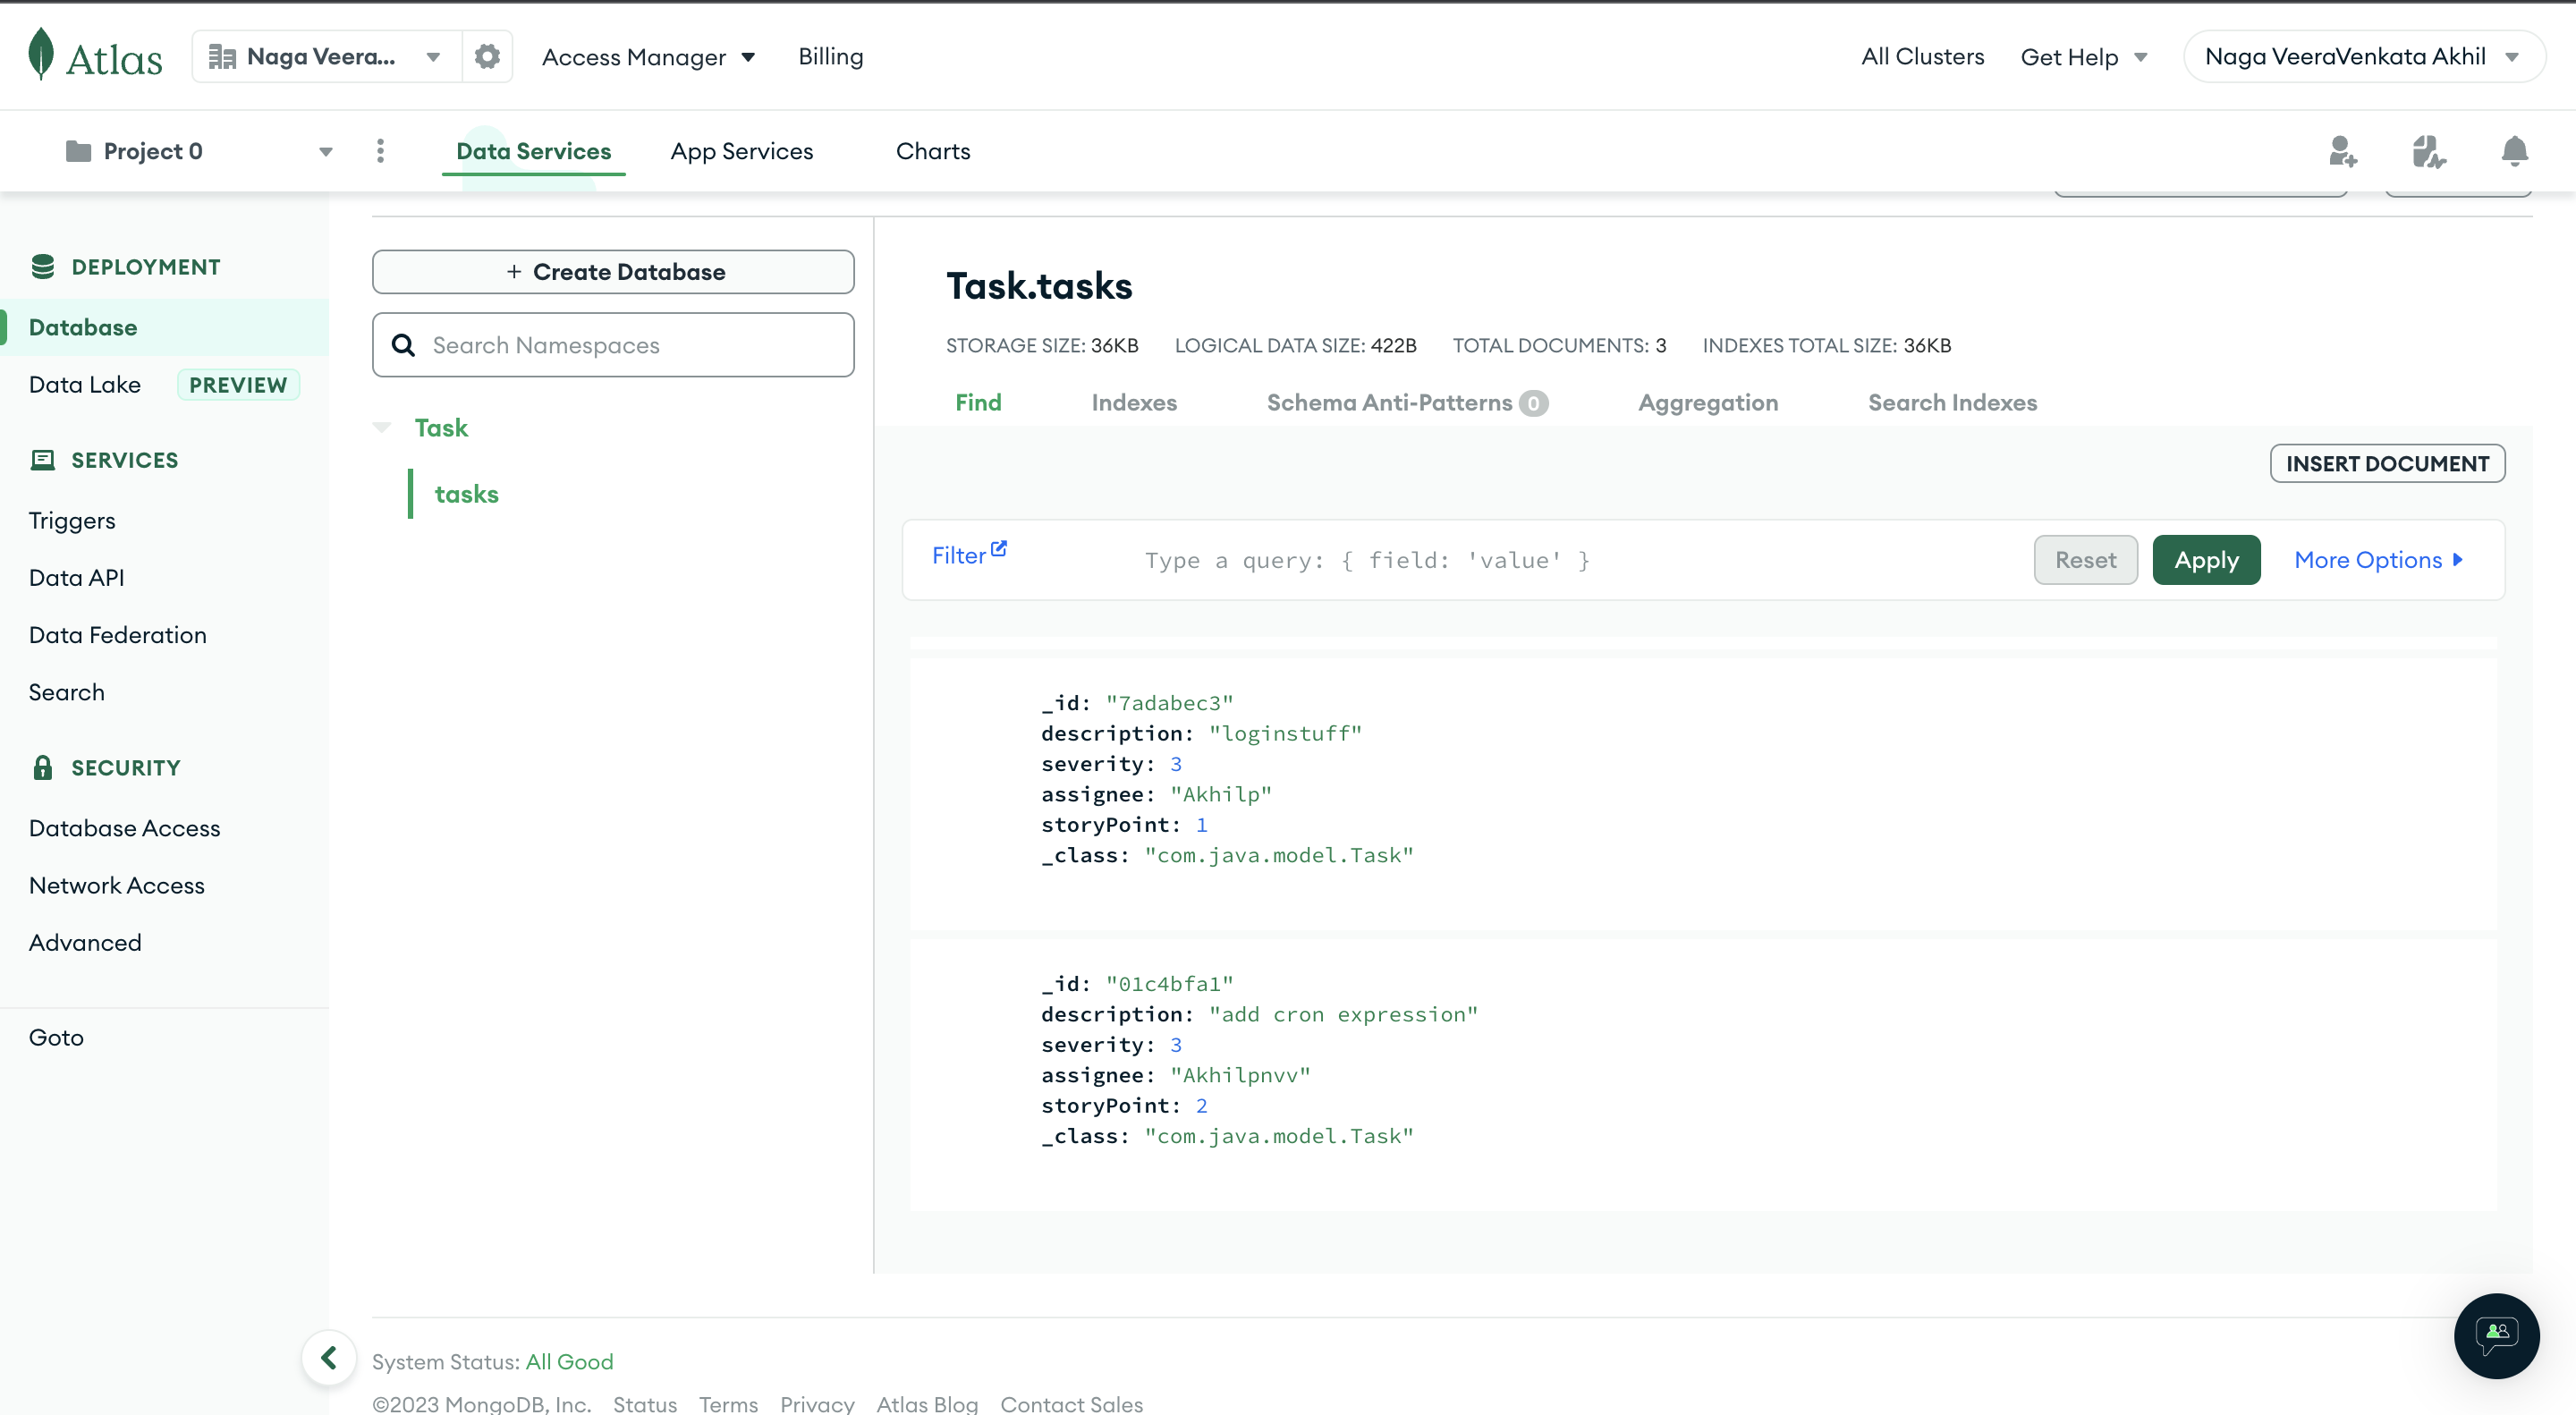 Atlas
Naga Veera...
Access Manager
Billing
All Clusters
Get Help
Naga VeeraVenkata Akhil
Project 0
Data Services
App Services
Charts
DEPLOYMENT
Database
Data Lake PREVIEW
SERVICES
Triggers
Data API
Data Federation
Search
SECURITY
Database Access
Network Access
Advanced
Goto
+ Create Database
Search Namespaces
Task
tasks
Task.tasks
STORAGE SIZE: 36KB LOGICAL DATA SIZE: 422B TOTAL DOCUMENTS: 3 INDEXES TOTAL SIZE: 36KB
Find Indexes Schema Anti-Patterns 0 Aggregation Search Indexes
INSERT DOCUMENT
Filter Type a query: { field: 'value' } Reset Apply More Options
_id: "7adabec3"
description: "loginstuff"
severity: 3
assignee: "Akhilp"
storyPoint: 1
_class: "com.java.model.Task"
_id: "01c4bfa1"
description: "add cron expression"
severity: 3
assignee: "Akhilpnvv"
storyPoint: 2
_class: "com.java.model.Task"
System Status: All Good
©2023 MongoDB, Inc. Status Terms Privacy Atlas Blog Contact Sales